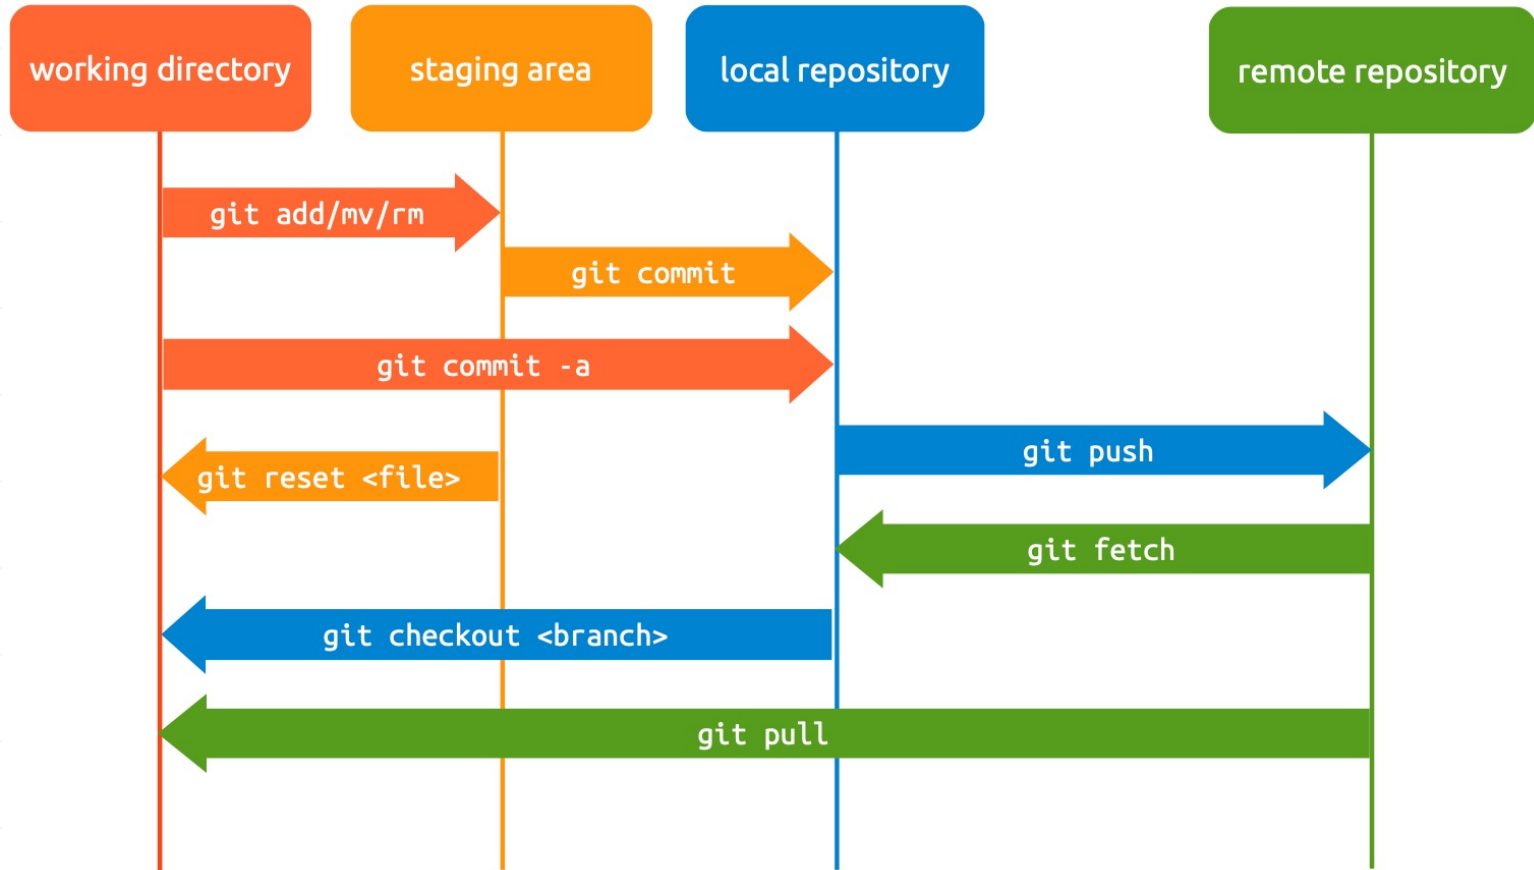 working directory
staging area
local repository
remote repository
git add/mv/rm
git commit
git commit -a
git push
git reset <file>
git fetch
git checkout <branch>
git pull